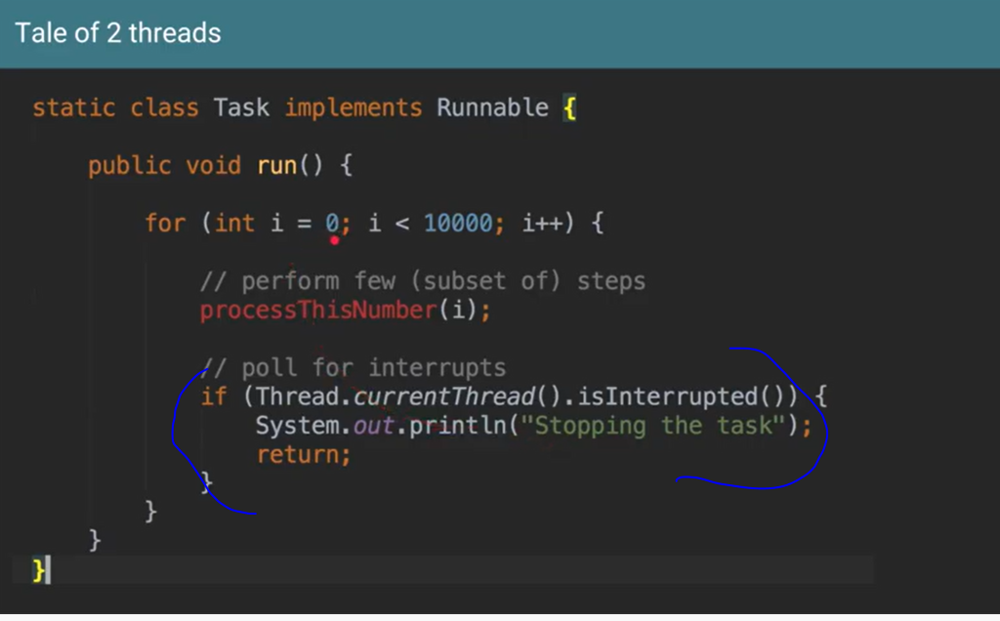 Tale of 2 threads
static class Task implements Runnable {
public void run() {
for (int i = 0; i < 10000; i++) {
// perform few (subset of) steps
processThisNumber(i);
// poll for interrupts
if (Thread.currentThread().isInterrupted()) {
System.out.println("Stopping the task");
return;
}
}
}
}